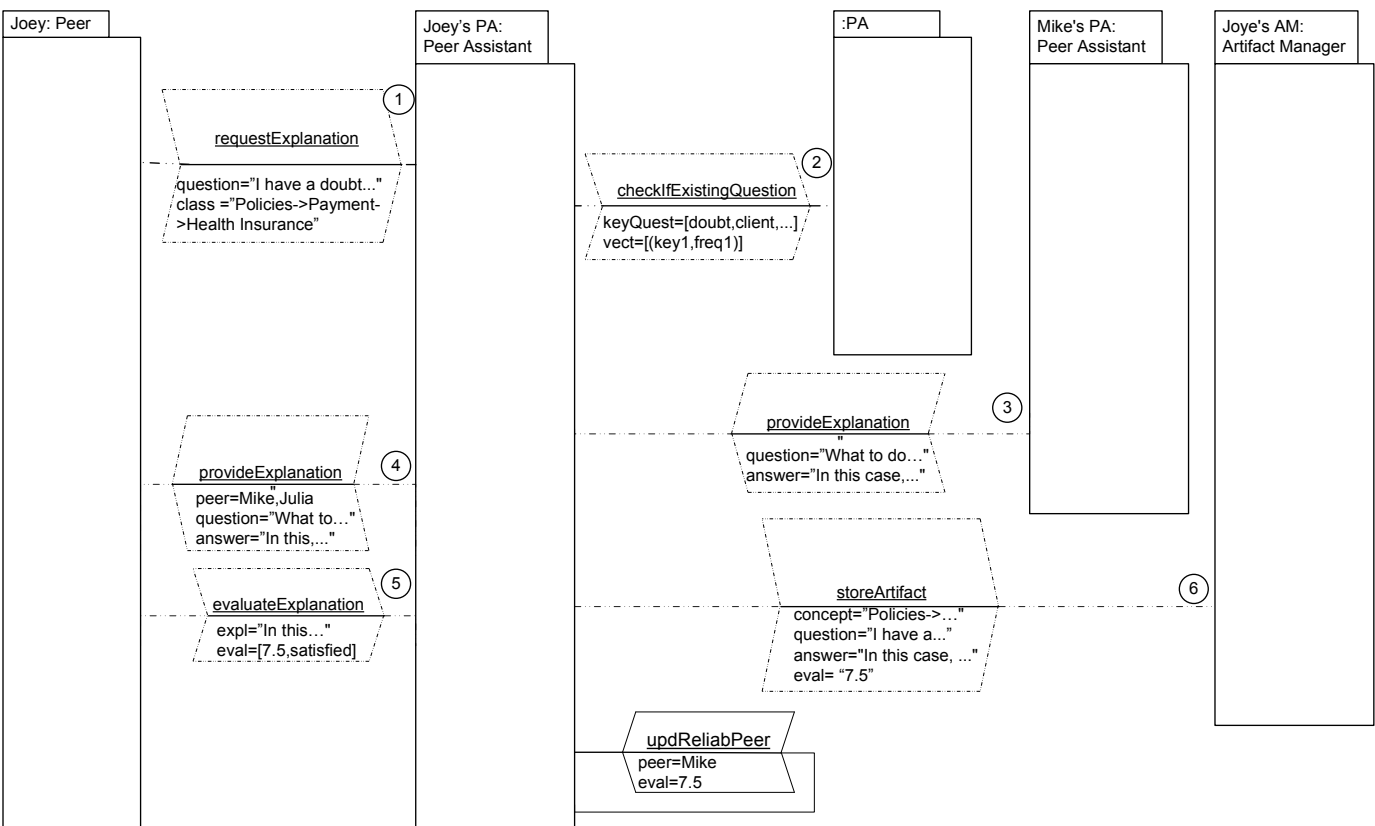 Joey: Peer
Joey’s PA:
Peer Assistant
:PA
Mike's PA:
Peer Assistant
Joye's AM:
Artifact Manager
1
requestExplanation
question="I have a doubt..."
class =”Policies->Payment-
>Health Insurance”
2
checkIfExistingQuestion
keyQuest=[doubt,client,...]
vect=[(key1,freq1)]
3
provideExplanation
"
question=”What to do…"
answer=”In this case,..."
4
provideExplanation
"
peer=Mike,Julia
question=”What to…"
answer=”In this,..."
5
evaluateExplanation
expl=”In this…"
eval=[7.5,satisfied]
6
storeArtifact
concept=”Policies->…"
question=”I have a...”
answer="In this case, ..."
eval= “7.5”
updReliabPeer
peer=Mike
eval=7.5